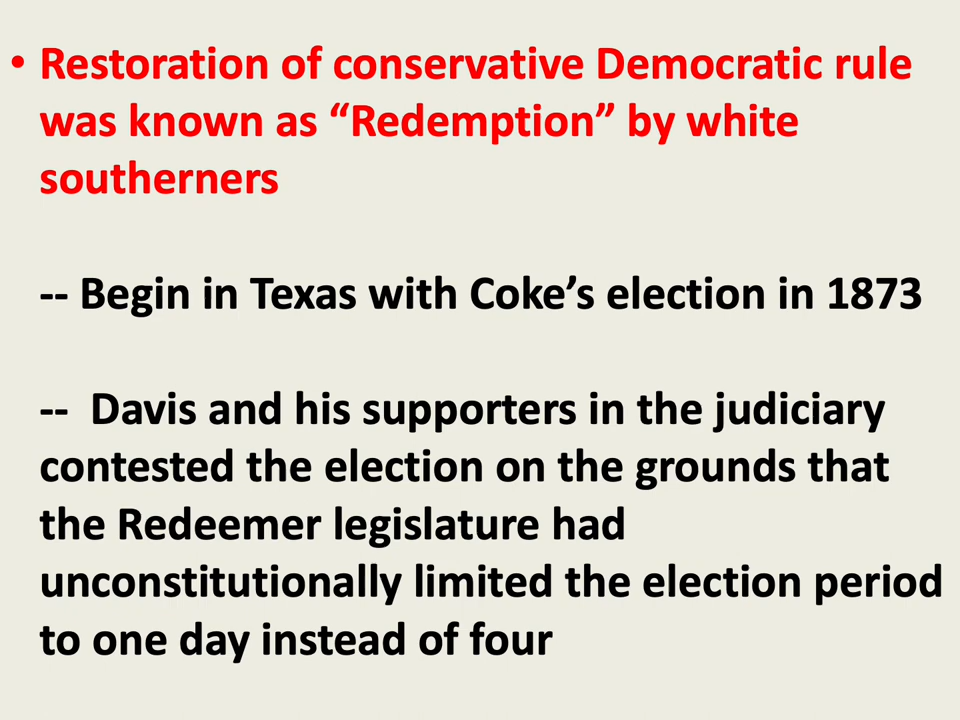 • Restoration of conservative Democratic rule
was known as “Redemption” by white
southerners
-- Begin in Texas with Coke’s election in 1873
-- Davis and his supporters in the judiciary
contested the election on the grounds that
the Redeemer legislature had
unconstitutionally limited the election period
to one day instead of four